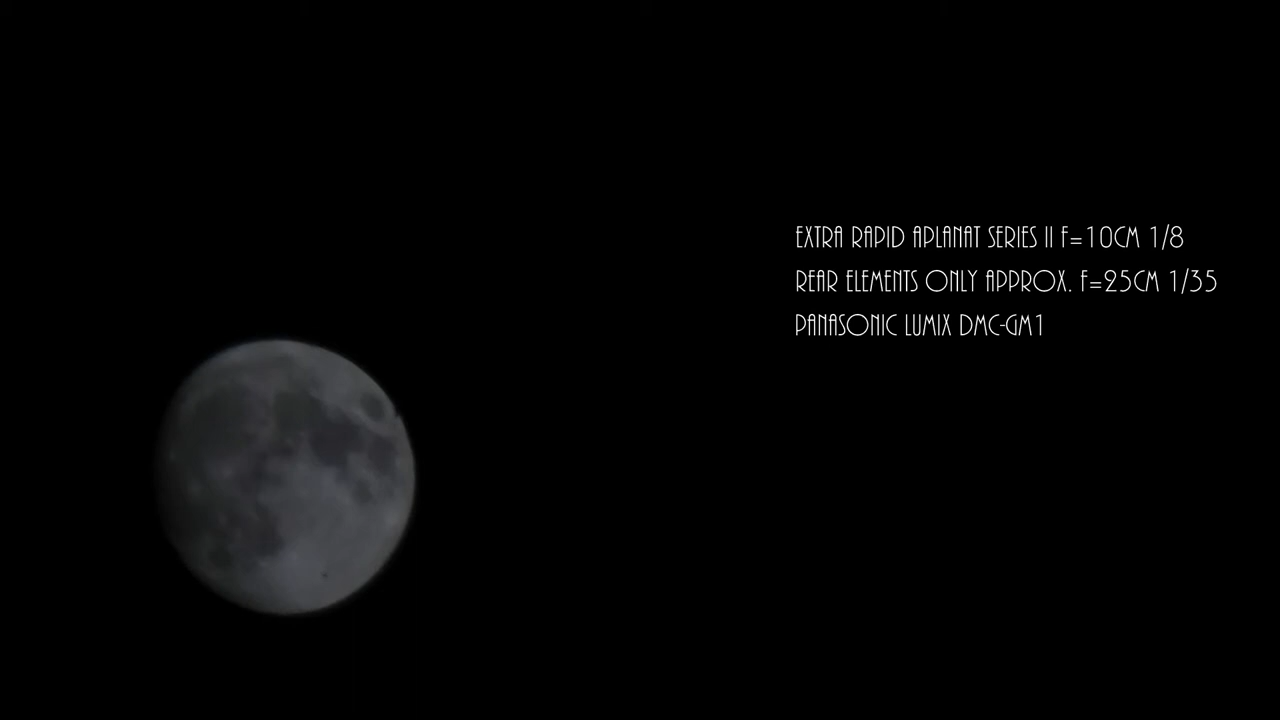 EXTRA RAPID APLANAT SERIES II F=10CM 1/8
REAR ELEMENTS ONLY APPROX. F=25CM 1/35
PANASONIC LUMIX DMC-GM1